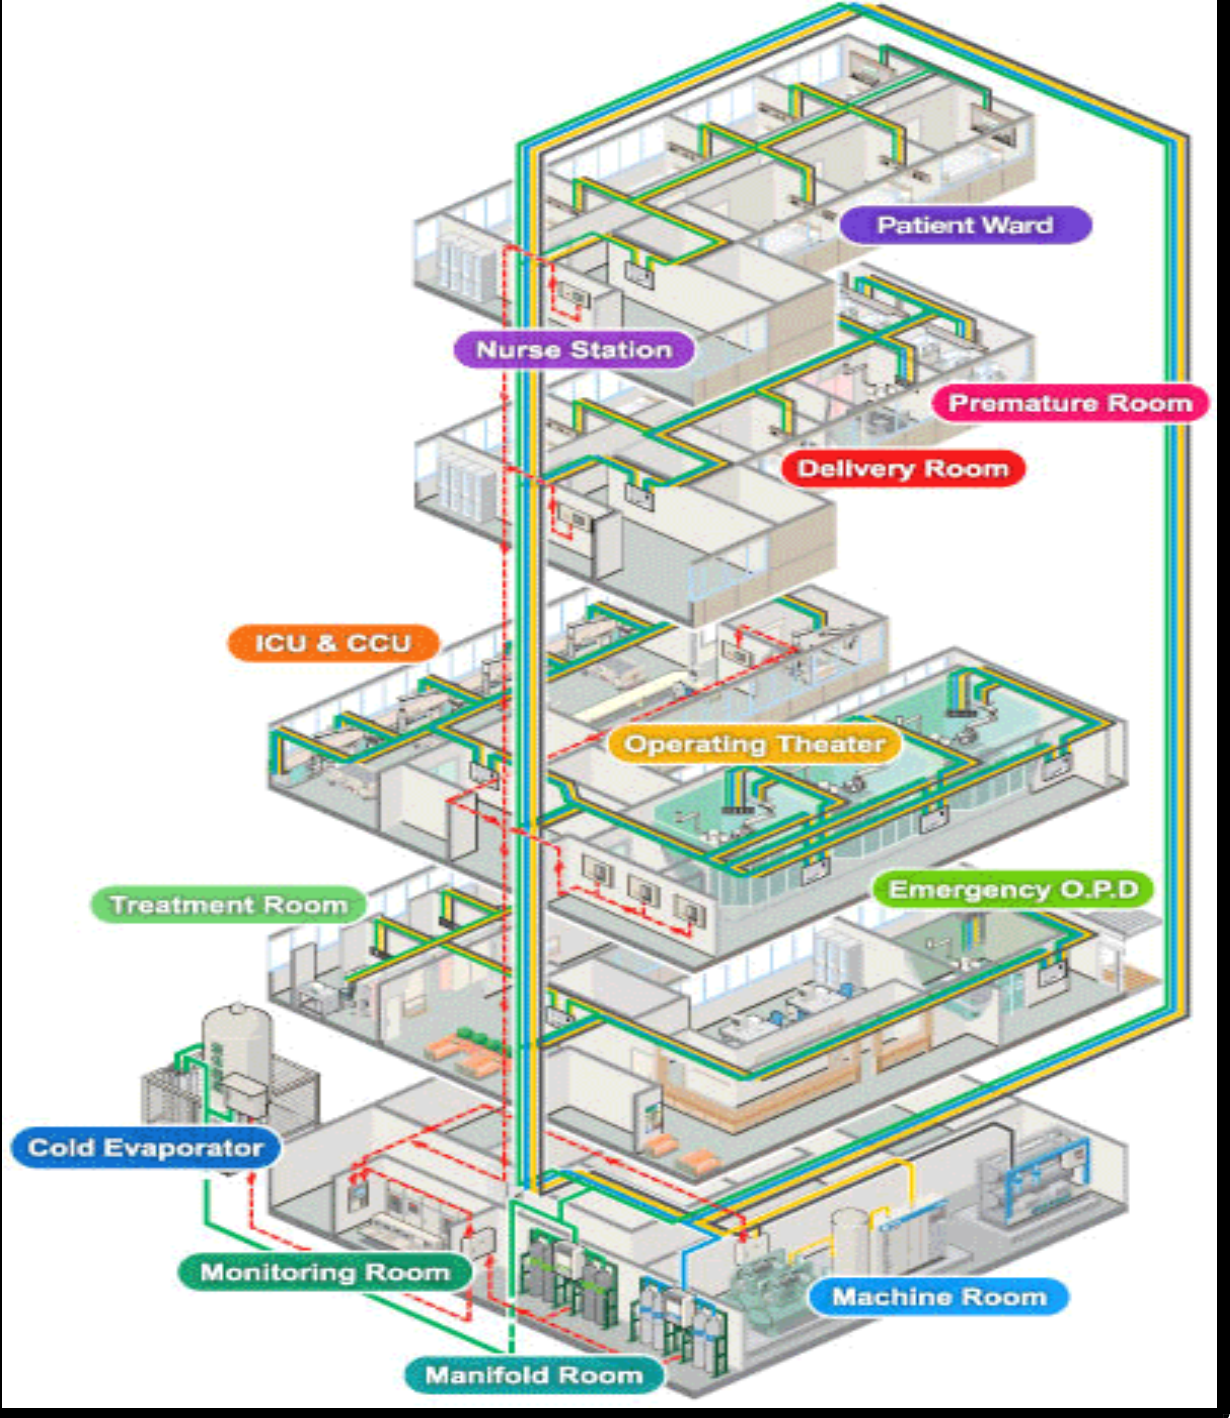 Patient Ward
Nurse Station
Premature Room
Delivery Room
ICU & CCU
Operating Theater
Emergency O.P.D
Treatment Room
Cold Evaporator
Monitoring Room
Machine Room
Manifold Room